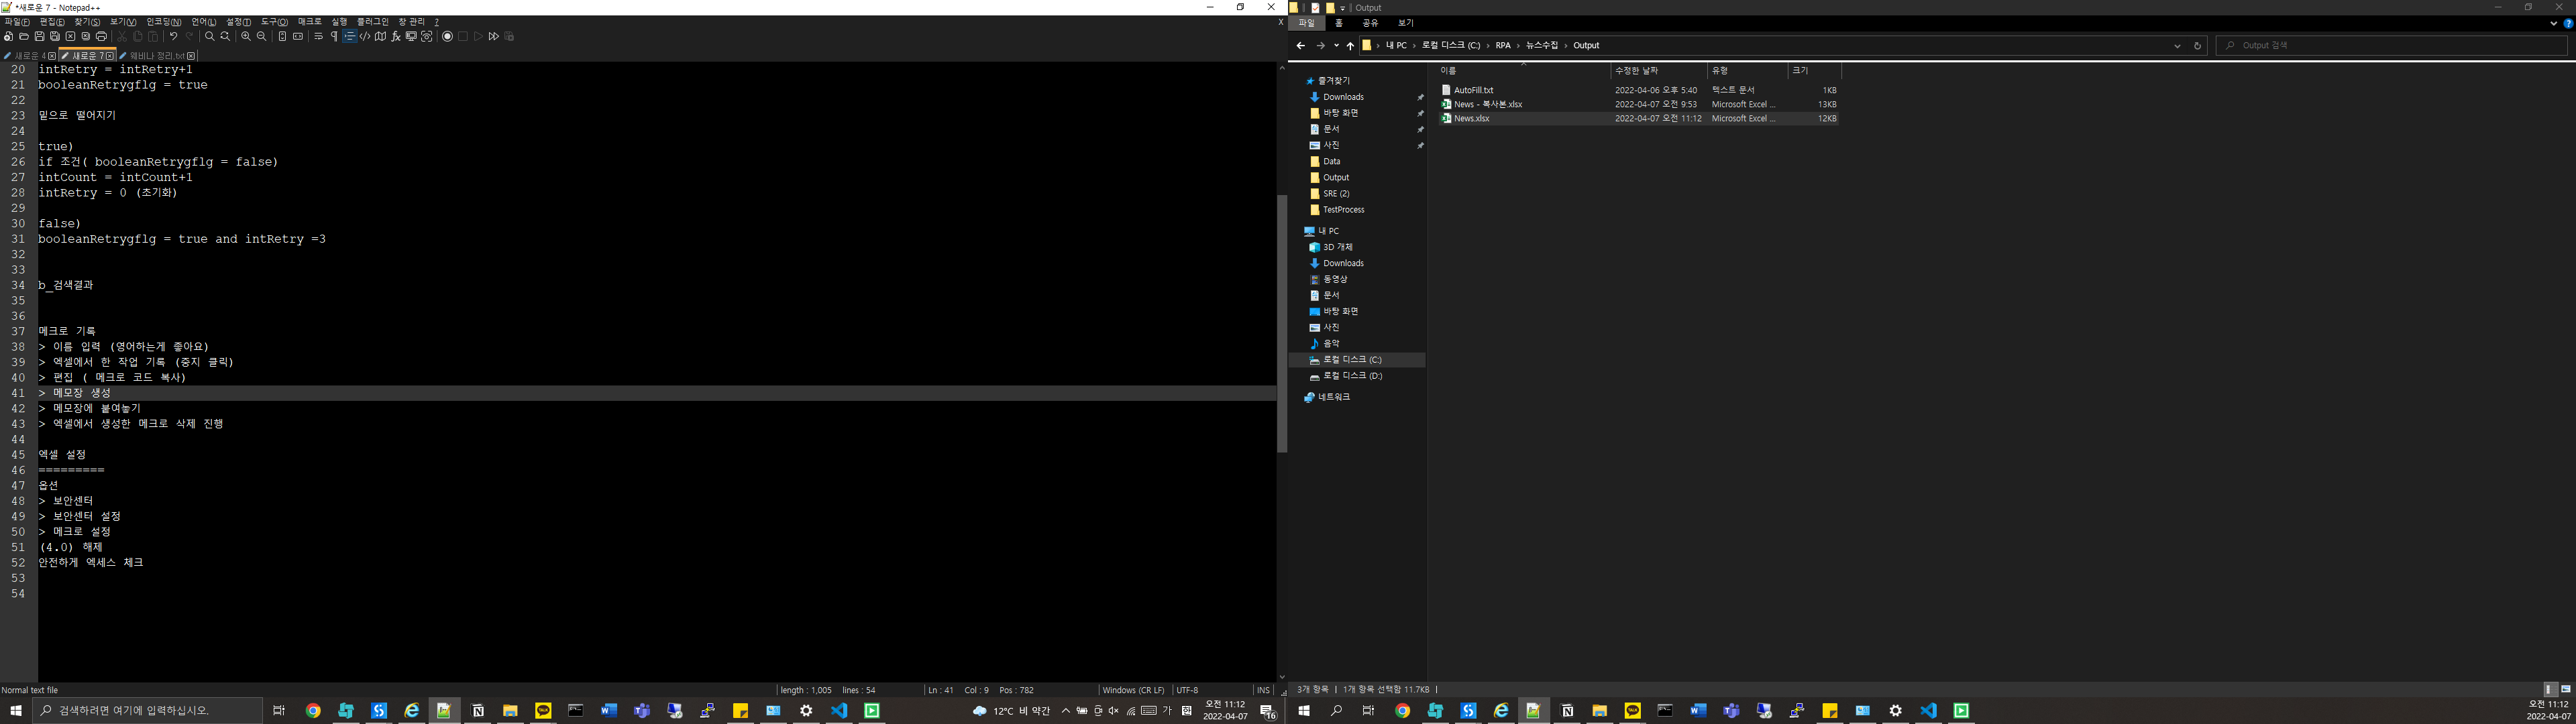 *새로운 7 - Notepad++
파일(F) 편집(E) 찾기(S) 보기(V) 인코딩(N) 언어(L) 설정(T) 도구(O) 매크로 실행 플러그인 창 관리 ?
X
새로운 4 새로운 7 웨비나 정리.txt
20 intRetry = intRetry+1
21 booleanRetrygflg = true
22
23 밑으로 떨어지기
24
25 true)
26 if 조건( booleanRetrygflg = false)
27 intCount = intCount+1
28 intRetry = 0 (초기화)
29
30 false)
31 booleanRetrygflg = true and intRetry =3
32
33
34 b_검색결과
35
36
37 메크로 기록
38 > 이름 입력 (영어하는게 좋아요)
39 > 엑셀에서 한 작업 기록 (중지 클릭)
40 > 편집 ( 메크로 코드 복사)
41 > 메모장 생성
42 > 메모장에 붙여놓기
43 > 엑셀에서 생성한 메크로 삭제 진행
44
45 엑셀 설정
46 =========
47 옵션
48 > 보안센터
49 > 보안센터 설정
50 > 메크로 설정
51 (4.0) 해제
52 안전하게 엑세스 체크
53
54
Normal text file length : 1,005 lines : 54 Ln : 41 Col : 9 Pos : 782 Windows (CR LF) UTF-8 INS
검색하려면 여기에 입력하십시오.
12°C 비 약간
가
오전 11:12
2022-04-07
16
Output
파일 홈 공유 보기
내 PC › 로컬 디스크 (C:) › RPA › 뉴스수집 › Output
Output 검색
이름 수정한 날짜 유형 크기
AutoFill.txt 2022-04-06 오후 5:40 텍스트 문서 1KB
News - 복사본.xlsx 2022-04-07 오전 9:53 Microsoft Excel ... 13KB
News.xlsx 2022-04-07 오전 11:12 Microsoft Excel ... 12KB
즐겨찾기
Downloads
바탕 화면
문서
사진
Data
Output
SRE (2)
TestProcess
내 PC
3D 개체
Downloads
동영상
문서
바탕 화면
사진
음악
로컬 디스크 (C:)
로컬 디스크 (D:)
네트워크
3개 항목 1개 항목 선택함 11.7KB
오전 11:12
2022-04-07